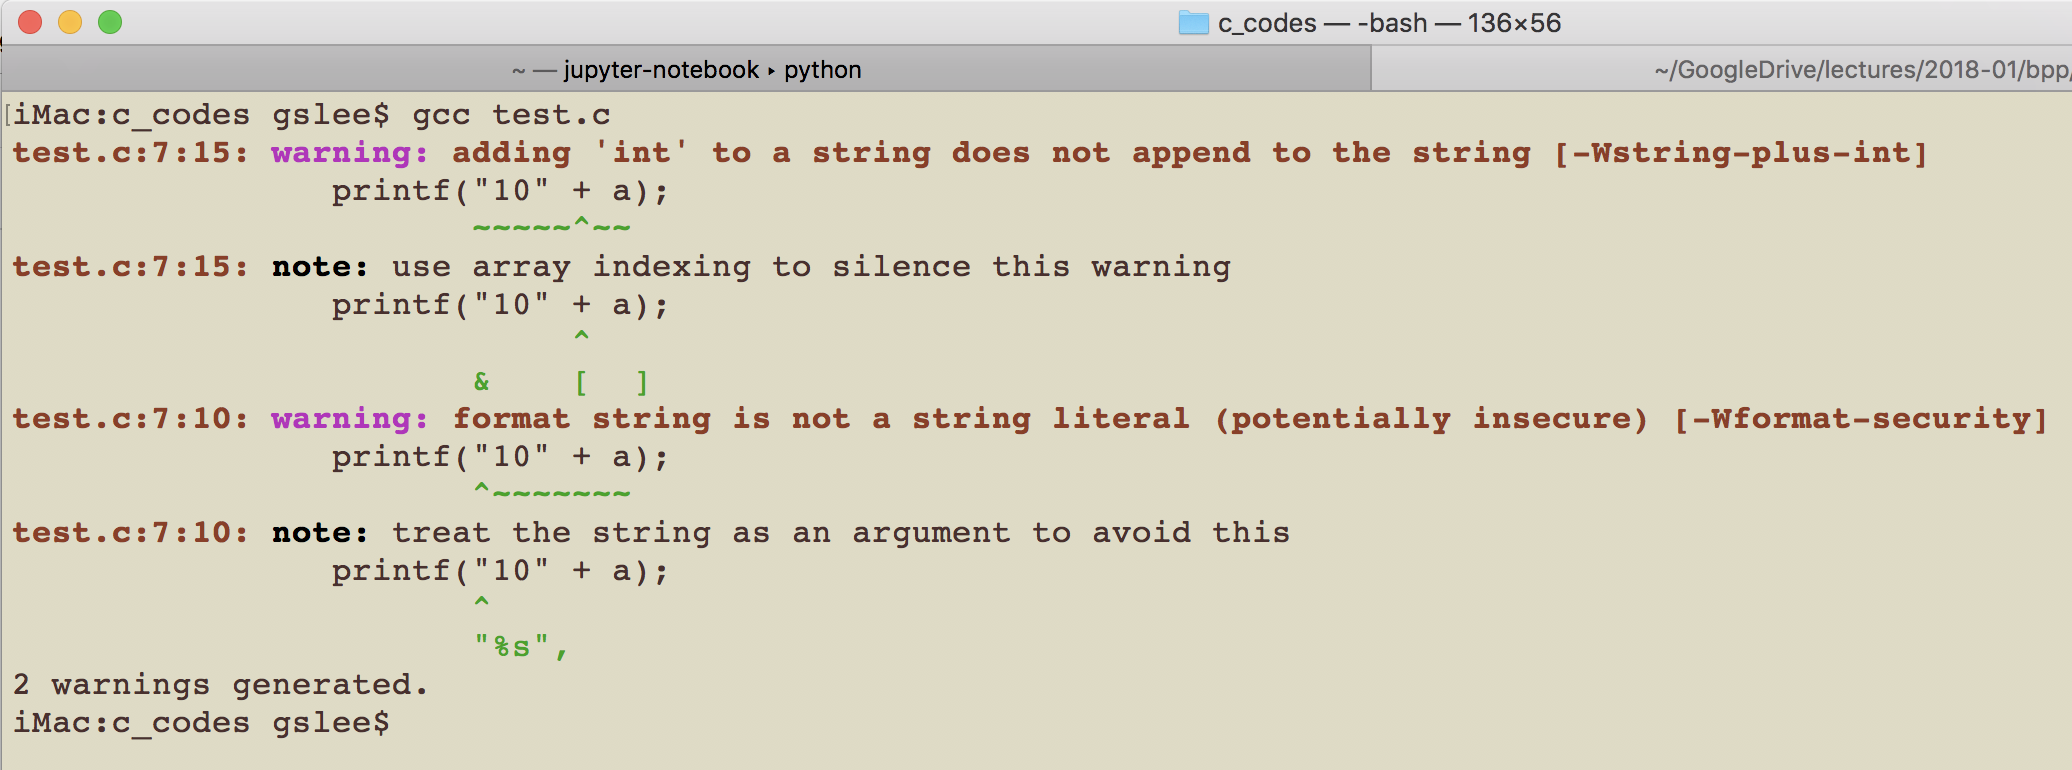 c_codes — -bash — 136×56
~ — jupyter-notebook ▸ python
~/GoogleDrive/lectures/2018-01/bpp/
[iMac:c_codes gslee$ gcc test.c
test.c:7:15: warning: adding 'int' to a string does not append to the string [-Wstring-plus-int]
                printf("10" + a);
                       ~~~~~^~~
test.c:7:15: note: use array indexing to silence this warning
                printf("10" + a);
                            ^
                       &    [  ]
test.c:7:10: warning: format string is not a string literal (potentially insecure) [-Wformat-security]
                printf("10" + a);
                       ^~~~~~~~
test.c:7:10: note: treat the string as an argument to avoid this
                printf("10" + a);
                       ^
                       "%s",
2 warnings generated.
iMac:c_codes gslee$